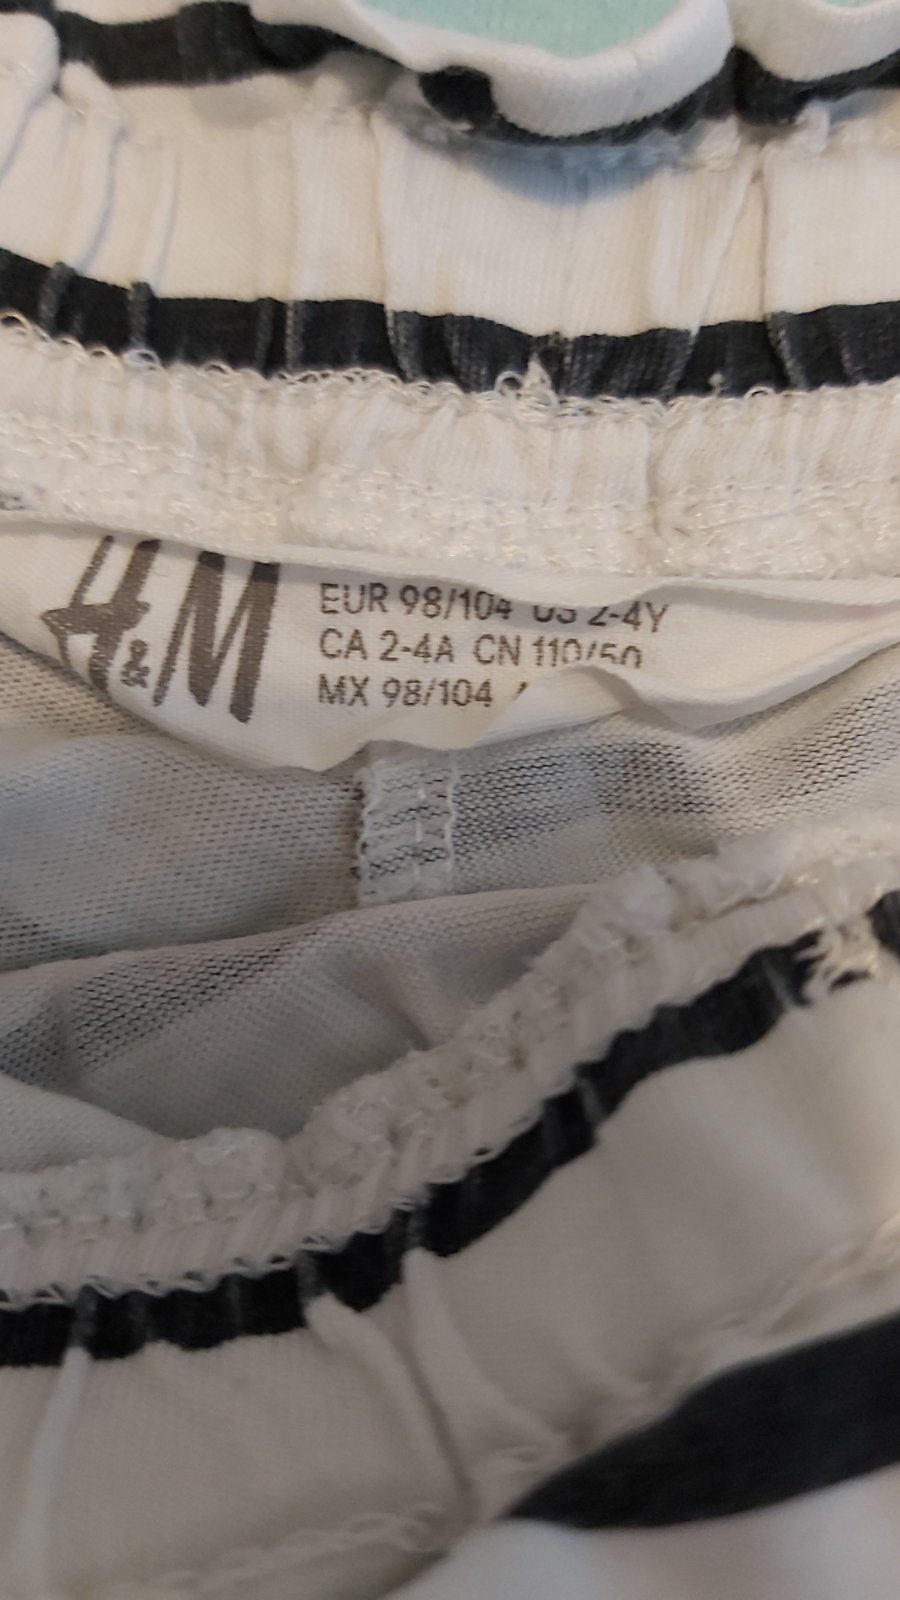 H&M
EUR 98/104 US 2-4Y
CA 2-4A CN 110/50
MX 98/104